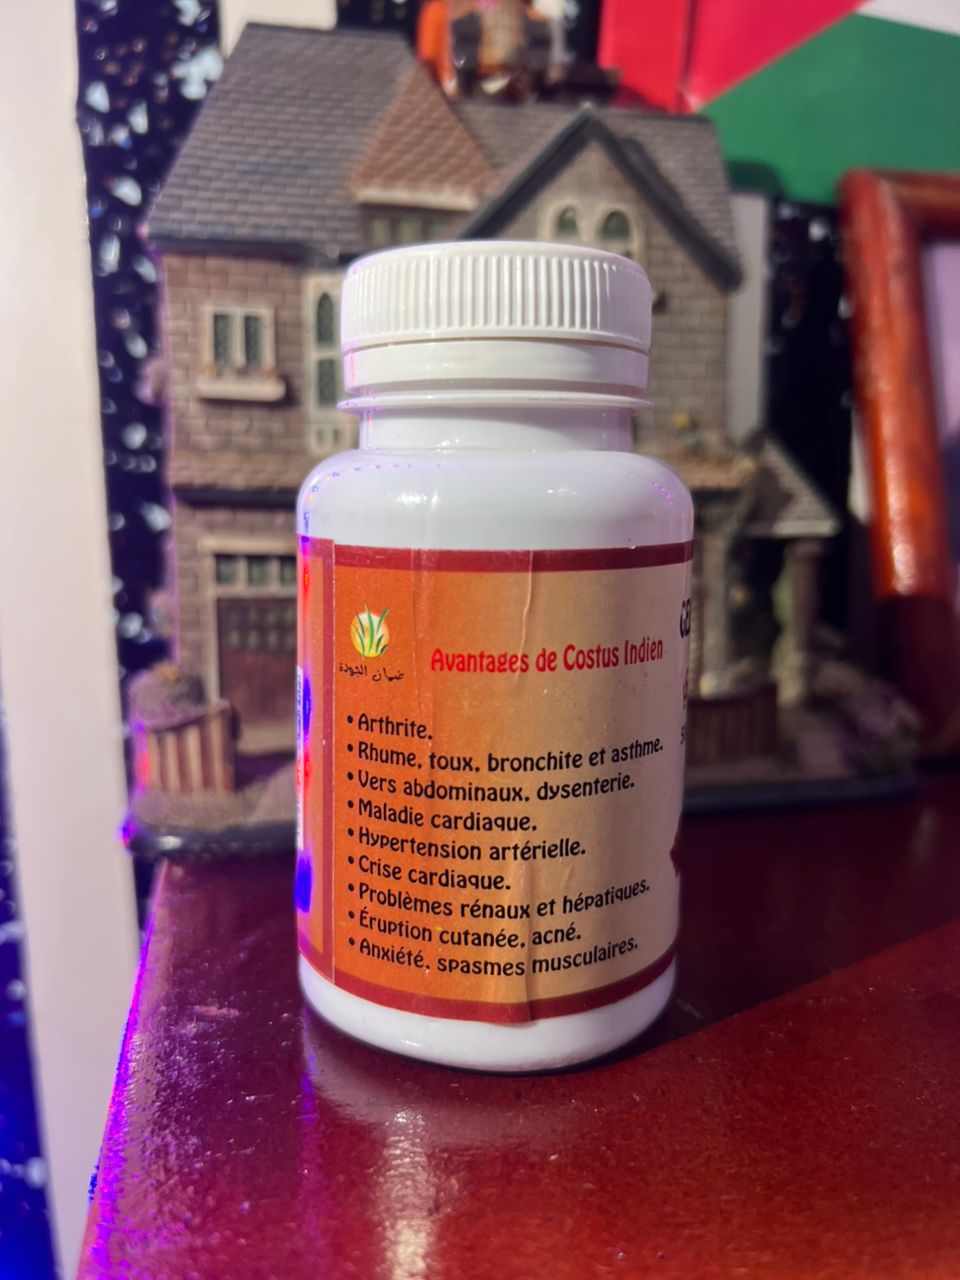 ضمان الجودة
Avantages de Costus Indien
• Arthrite.
• Rhume, toux, bronchite et asthme.
• Vers abdominaux, dysenterie.
• Maladie cardiaque.
• Hypertension artérielle.
• Crise cardiaque.
• Problèmes rénaux et hépatiques.
• Éruption cutanée, acné.
• Anxiété, spasmes musculaires.